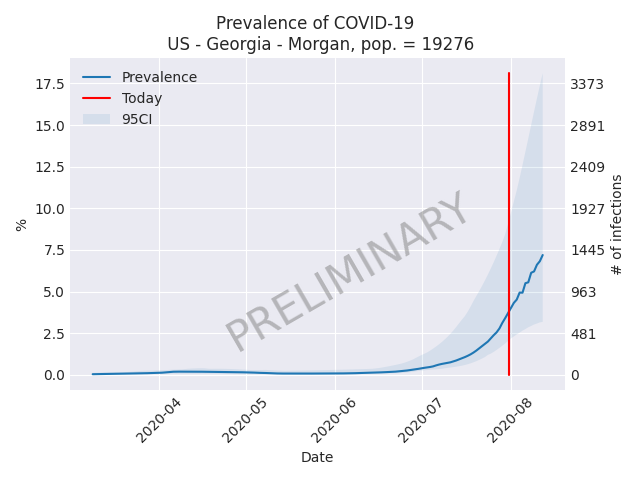 Prevalence of COVID-19
US - Georgia - Morgan, pop. = 19276
Prevalence
Today
95CI
17.5
15.0
12.5
10.0
7.5
5.0
2.5
0.0
%
3373
2891
2409
1927
1445
963
481
0
# of infections
PRELIMINARY
2020-04
2020-05
2020-06
2020-07
2020-08
Date